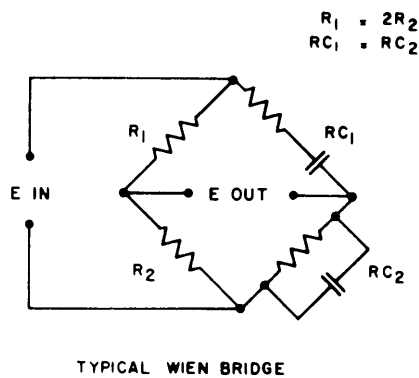 R1 = 2R2
RC1 = RC2
R1
RC1
E IN
E OUT
R2
RC2
TYPICAL WIEN BRIDGE